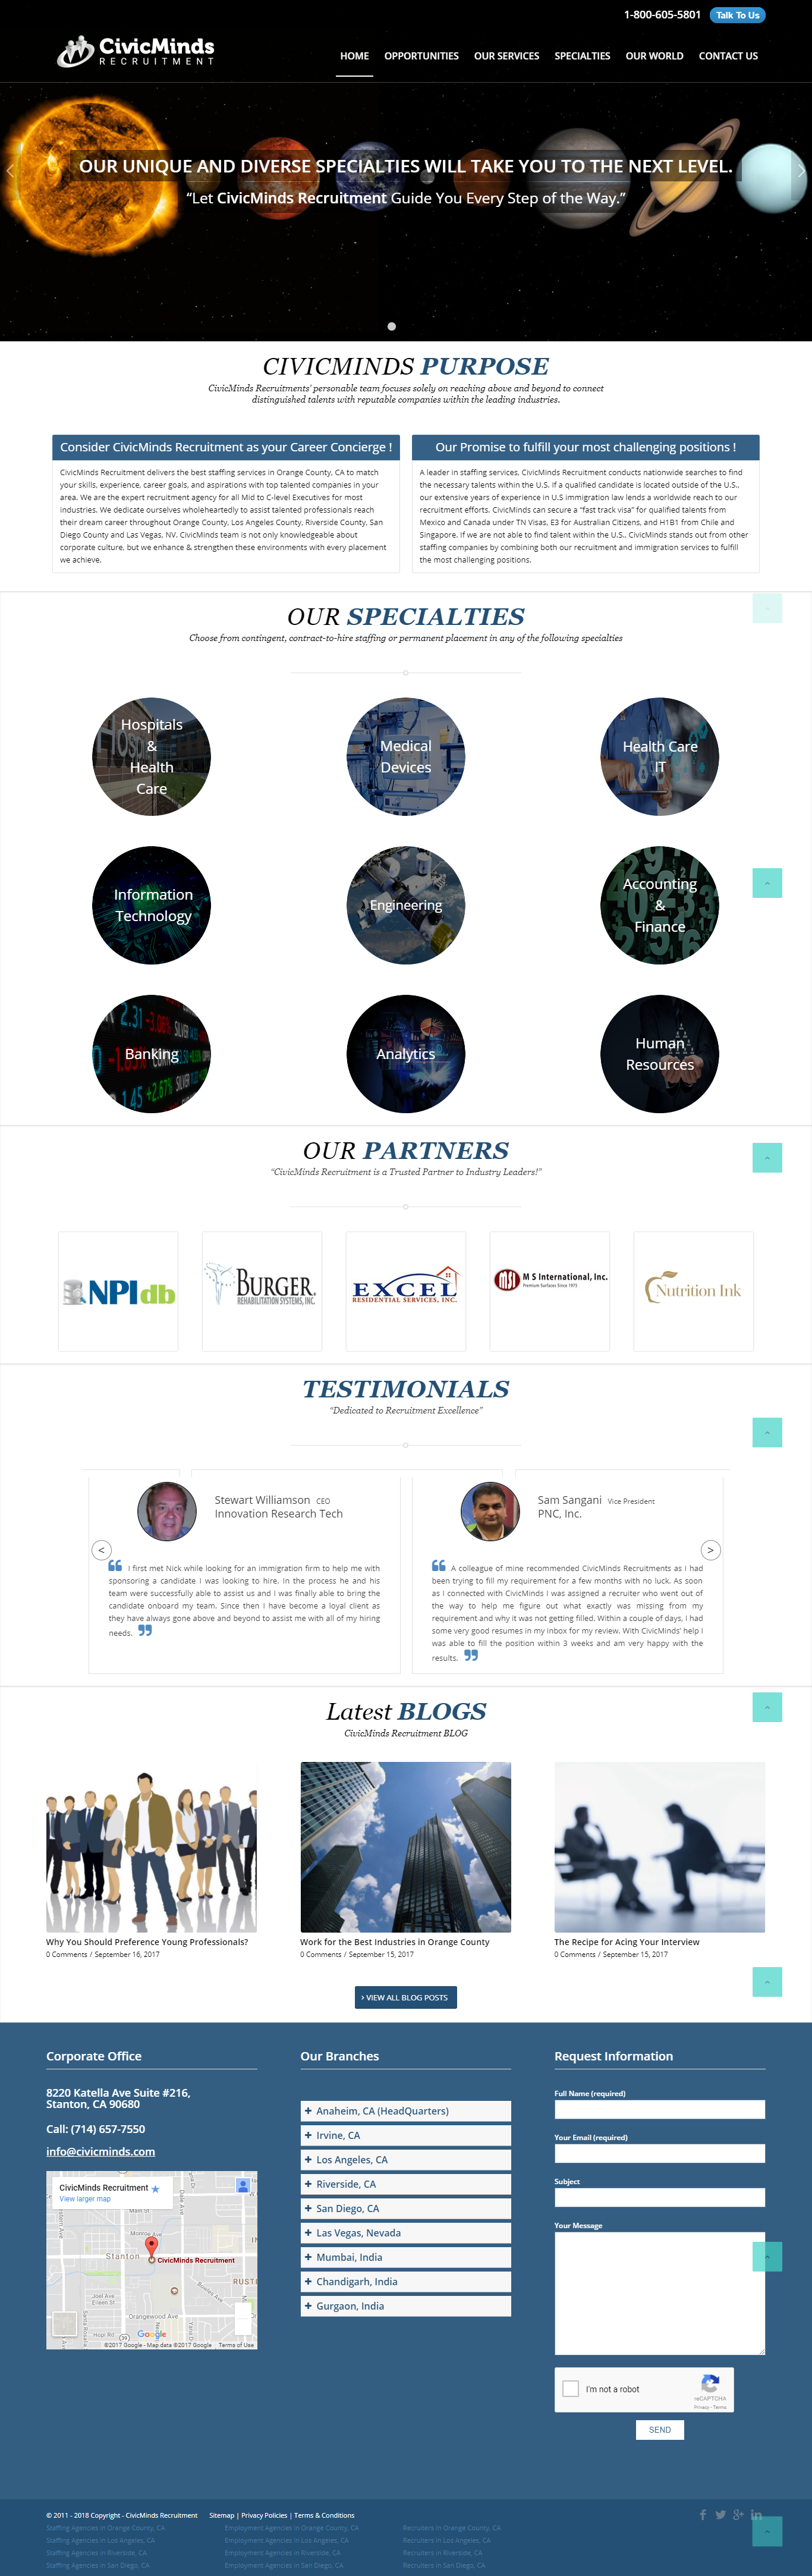 1-800-605-5801 Talk To Us
CivicMinds
RECRUITMENT
HOME OPPORTUNITIES OUR SERVICES SPECIALTIES OUR WORLD CONTACT US
OUR UNIQUE AND DIVERSE SPECIALTIES WILL TAKE YOU TO THE NEXT LEVEL.
“Let CivicMinds Recruitment Guide You Every Step of the Way.”
CIVICMINDS PURPOSE
CivicMinds Recruitments' personable team focuses solely on reaching above and beyond to connect
distinguished talents with reputable companies within the leading industries.
Consider CivicMinds Recruitment as your Career Concierge !
CivicMinds Recruitment delivers the best staffing services in Orange County, CA to match
your skills, experience, career goals, and aspirations with top talented companies in your
area. We are the expert recruitment agency for all Mid to C-level Executives for most
industries. We dedicate ourselves wholeheartedly to assist talented professionals reach
their dream career throughout Orange County, Los Angeles County, Riverside County, San
Diego County and Las Vegas, NV. CivicMinds team is not only knowledgeable about
corporate culture, but we enhance & strengthen these environments with every placement
we achieve.
Our Promise to fulfill your most challenging positions !
A leader in staffing services, CivicMinds Recruitment conducts nationwide searches to find
the necessary talents within the U.S. If a qualified candidate is located outside of the U.S.,
our extensive years of experience in U.S immigration law lends a worldwide reach to our
recruitment efforts. CivicMinds can secure a “fast track visa” for qualified talents from
Mexico and Canada under TN Visas, E3 for Australian Citizens, and H1B1 from Chile and
Singapore. If we are not able to find talent within the U.S., CivicMinds stands out from other
staffing companies by combining both our recruitment and immigration services to fulfill
the most challenging positions.
OUR SPECIALTIES
Choose from contingent, contract-to-hire staffing or permanent placement in any of the following specialties
Hospitals
&
Health
Care
Medical
Devices
Health Care
IT
Information
Technology
Engineering
Accounting
&
Finance
Banking
Analytics
Human
Resources
OUR PARTNERS
“CivicMinds Recruitment is a Trusted Partner to Industry Leaders!”
NPIdb
BURGER
REHABILITATION SYSTEMS, INC.
EXCEL
RESIDENTIAL SERVICES, INC.
MSI M S International, Inc.
Premium Surfaces Since 1975
Nutrition Ink
TESTIMONIALS
“Dedicated to Recruitment Excellence”
Stewart Williamson CEO
Innovation Research Tech
< “ I first met Nick while looking for an immigration firm to help me with
sponsoring a candidate I was looking to hire. In the process he and his
team were successfully able to assist us and I was finally able to bring the
candidate onboard my team. Since then I have become a loyal client as
they have always gone above and beyond to assist me with all of my hiring
needs. ”
Sam Sangani Vice President
PNC, Inc.
>
“ A colleague of mine recommended CivicMinds Recruitments as I had
been trying to fill my requirement for a few months with no luck. As soon
as I connected with CivicMinds I was assigned a recruiter who went out of
the way to help me figure out what exactly was missing from my
requirement and why it was not getting filled. Within a couple of days, I had
some very good resumes in my inbox for my review. With CivicMinds' help I
was able to fill the position within 3 weeks and am very happy with the
results. ”
Latest BLOGS
CivicMinds Recruitment BLOG
Why You Should Preference Young Professionals?
0 Comments / September 16, 2017
Work for the Best Industries in Orange County
0 Comments / September 15, 2017
The Recipe for Acing Your Interview
0 Comments / September 15, 2017
› VIEW ALL BLOG POSTS
Corporate Office
8220 Katella Ave Suite #216,
Stanton, CA 90680
Call: (714) 657-7550
info@civicminds.com
CivicMinds Recruitment
View larger map
Monroe Ave
Stanton
CivicMinds Recruitment
Joel Ave
Eileen St
Orangewood Ave
Hopi Rd
Google
©2017 Google - Map data ©2017 Google Terms of Use
Our Branches
+ Anaheim, CA (HeadQuarters)
+ Irvine, CA
+ Los Angeles, CA
+ Riverside, CA
+ San Diego, CA
+ Las Vegas, Nevada
+ Mumbai, India
+ Chandigarh, India
+ Gurgaon, India
Request Information
Full Name (required)
Your Email (required)
Subject
Your Message
I'm not a robot
reCAPTCHA
Privacy - Terms
SEND
© 2011 - 2018 Copyright - CivicMinds Recruitment Sitemap | Privacy Policies | Terms & Conditions
Staffing Agencies in Orange County, CA Employment Agencies in Orange County, CA Recruiters in Orange County, CA
Staffing Agencies in Los Angeles, CA Employment Agencies in Los Angeles, CA Recruiters in Los Angeles, CA
Staffing Agencies in Riverside, CA Employment Agencies in Riverside, CA Recruiters in Riverside, CA
Staffing Agencies in San Diego, CA Employment Agencies in San Diego, CA Recruiters in San Diego, CA